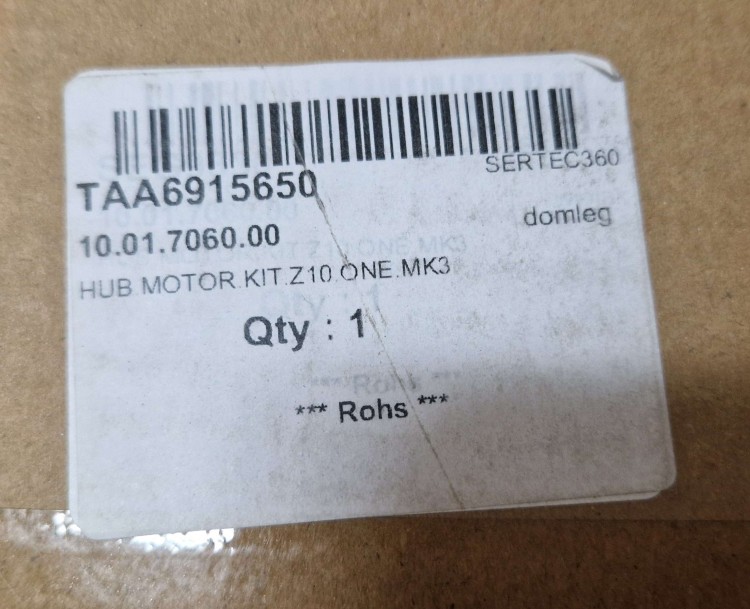 SERTEC360
TAA6915650
domleg
10.01.7060.00
HUB.MOTOR.KIT.Z10.ONE.MK3
Qty : 1
*** Rohs ***